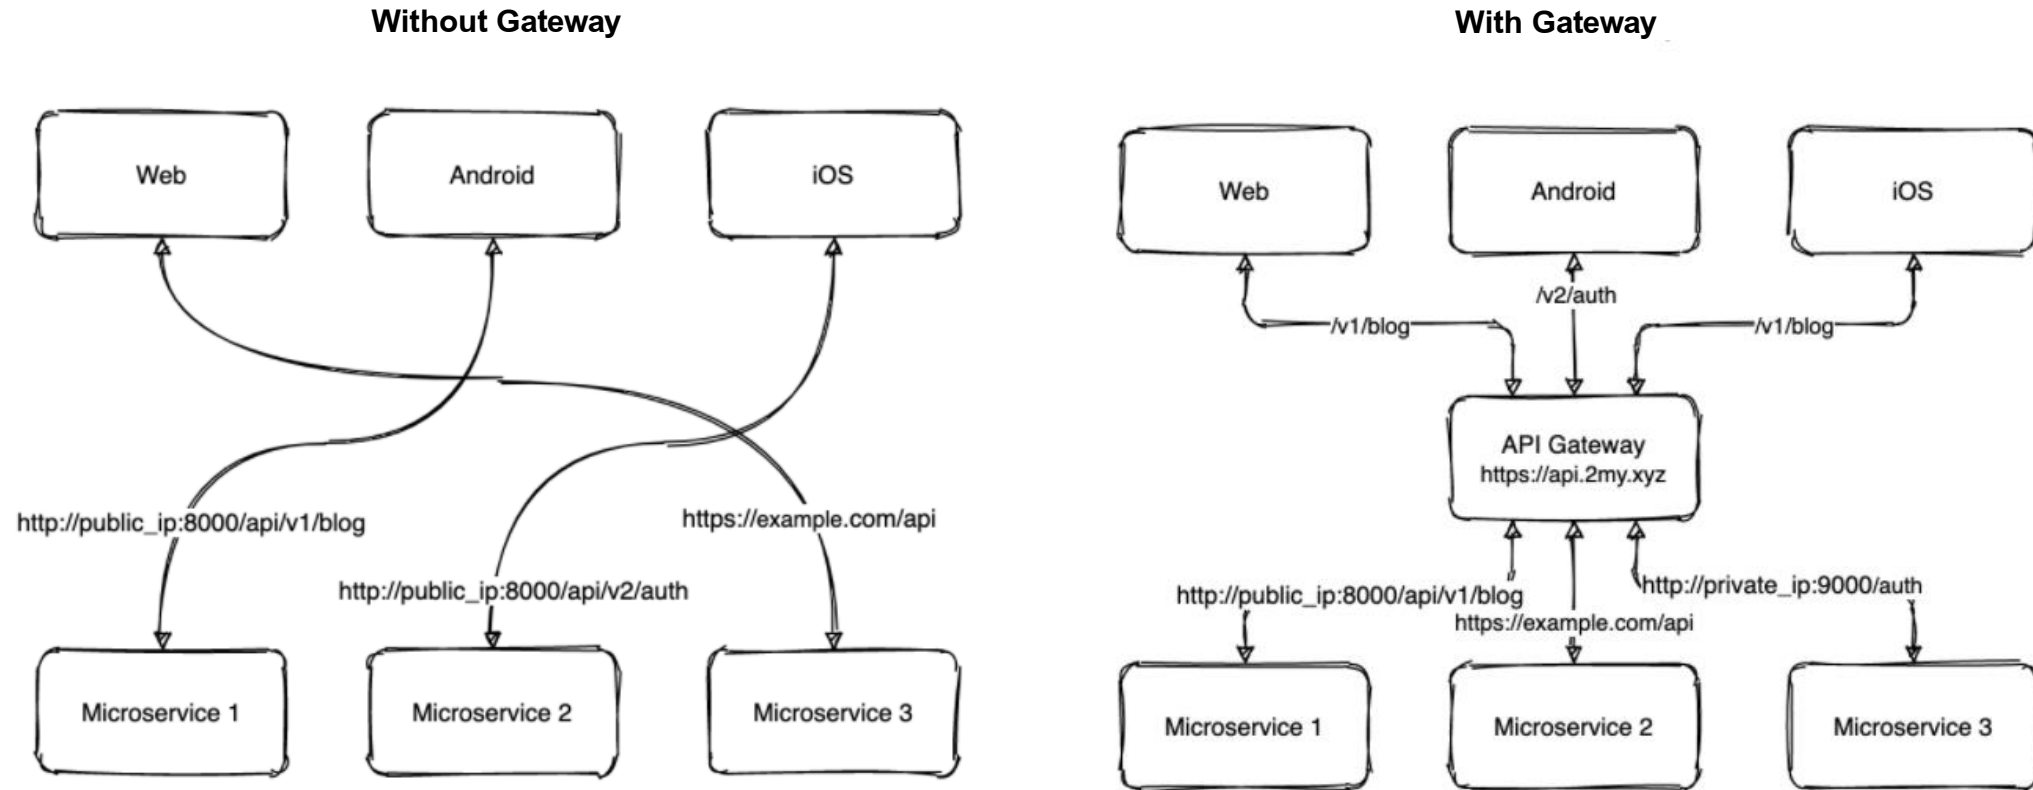 Without Gateway
With Gateway
Web
Android
iOS
http://public_ip:8000/api/v1/blog
https://example.com/api
http://public_ip:8000/api/v2/auth
Microservice 1
Microservice 2
Microservice 3
Web
Android
iOS
/v2/auth
/v1/blog
/v1/blog
API Gateway
https://api.2my.xyz
http://public_ip:8000/api/v1/blog
http://private_ip:9000/auth
https://example.com/api
Microservice 1
Microservice 2
Microservice 3